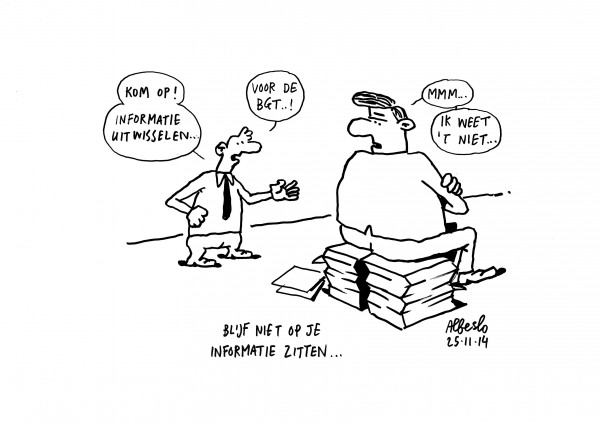 KOM OP!
INFORMATIE
UITWISSELEN...
VOOR DE
BGT..!
MMM...
IK WEET
'T NIET...
BLIJF NIET OP JE
INFORMATIE ZITTEN...
Albeslo
25·11·14